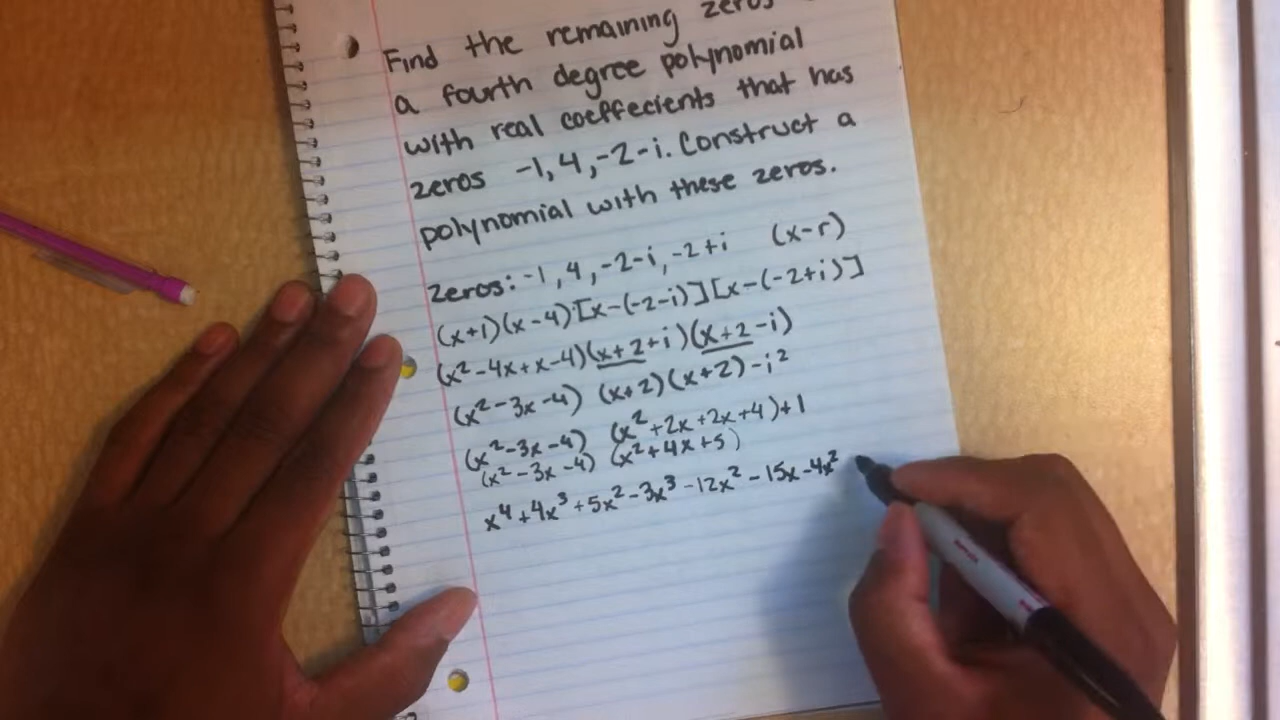 Find the remaining zeros
a fourth degree polynomial
with real coeffecients that has
zeros -1, 4, -2-i. Construct a
polynomial with these zeros.
zeros: -1, 4, -2-i, -2+i (x-r)
(x+1)(x-4)[x-(-2-i)][x-(-2+i)]
(x²-4x+x-4)(x+2+i)(x+2-i)
(x²-3x-4) (x+2)(x+2)-i²
(x²-3x-4) (x²+2x+2x+4)+1
(x²-3x-4) (x²+4x+5)
x⁴+4x³+5x²-3x³-12x²-15x-4x²